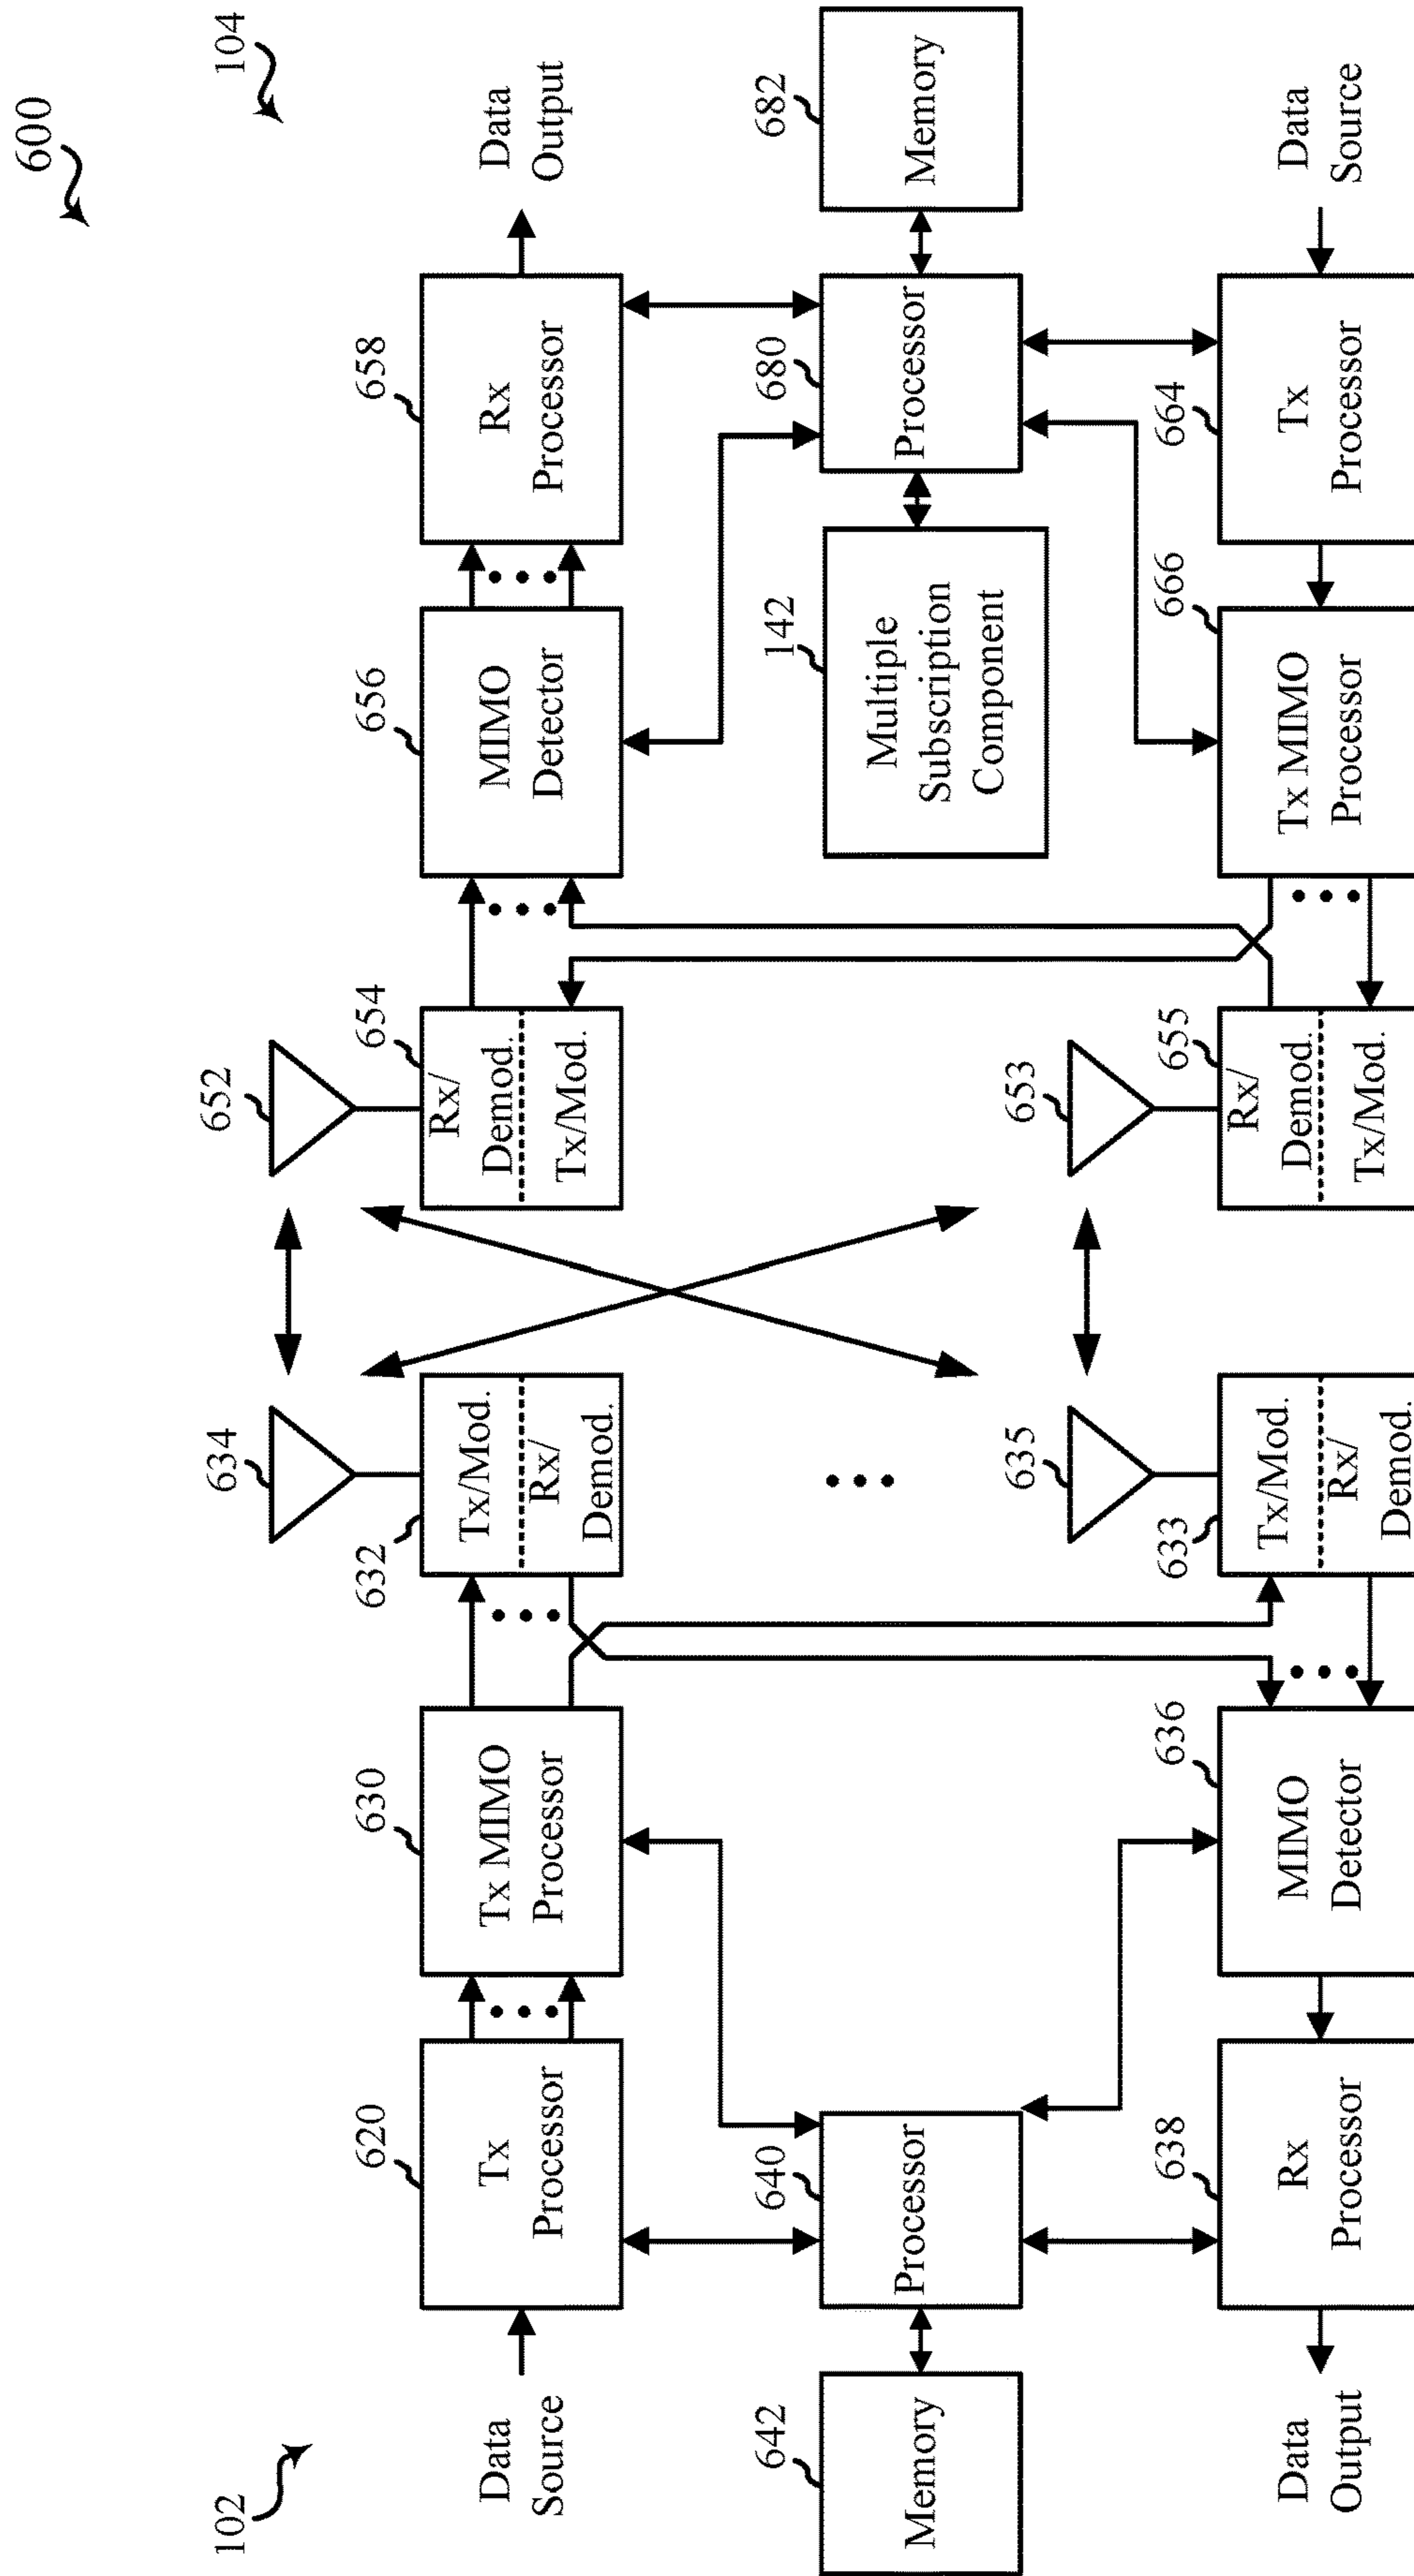 600
102
104
Data
Source
620
Tx
Processor
630
Tx MIMO
Processor
634
632
Tx/Mod.
Rx/
Demod.
652
654
Rx/
Demod.
Tx/Mod.
656
MIMO
Detector
658
Rx
Processor
Data
Output
642
Memory
640
Processor
142
Multiple
Subscription
Component
680
Processor
682
Memory
Data
Output
638
Rx
Processor
636
MIMO
Detector
635
633
Tx/Mod.
Rx/
Demod.
653
655
Rx/
Demod.
Tx/Mod.
666
Tx MIMO
Processor
664
Tx
Processor
Data
Source